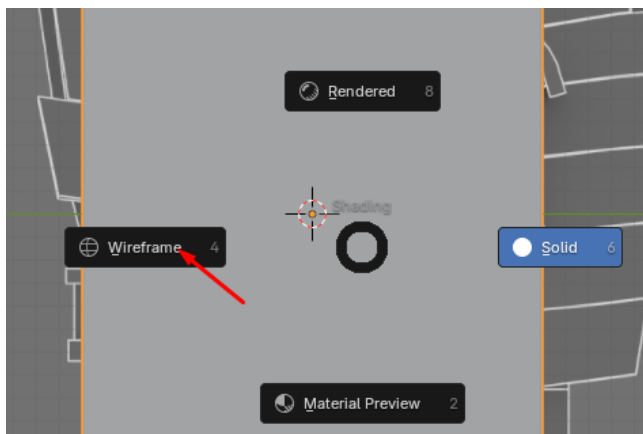 Rendered 8
Shading
Wireframe 4
Solid 6
Material Preview 2